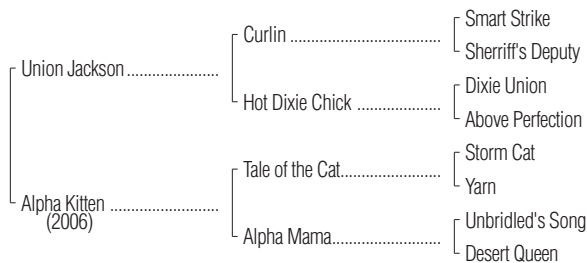 Smart Strike
Curlin ..............................................
Sherriff's Deputy
Union Jackson............................
Dixie Union
Hot Dixie Chick .........................
Above Perfection
Storm Cat
Tale of the Cat..............................
Yarn
Alpha Kitten .................................
(2006)
Unbridled's Song
Alpha Mama.................................
Desert Queen